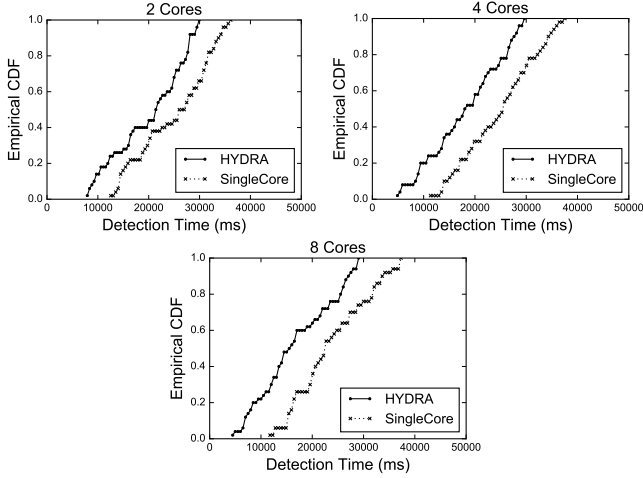 2 Cores
1.0
0.8
0.6
0.4
0.2
0.0
0 10000 20000 30000 40000 50000
Empirical CDF
Detection Time (ms)
HYDRA
SingleCore
4 Cores
1.0
0.8
0.6
0.4
0.2
0.0
0 10000 20000 30000 40000 50000
Empirical CDF
Detection Time (ms)
HYDRA
SingleCore
8 Cores
1.0
0.8
0.6
0.4
0.2
0.0
0 10000 20000 30000 40000 50000
Empirical CDF
Detection Time (ms)
HYDRA
SingleCore